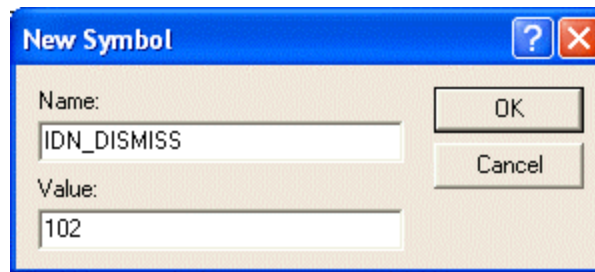 New Symbol
Name:
IDN_DISMISS
Value:
102
OK
Cancel